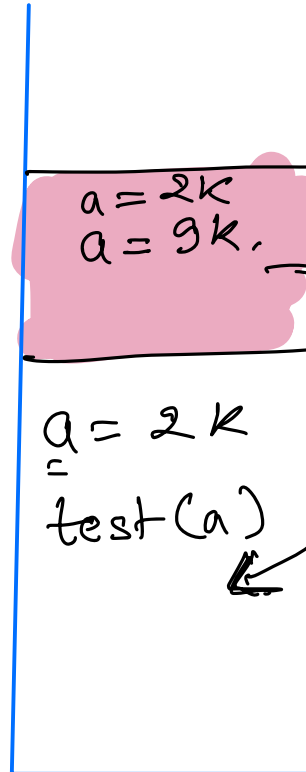 a = 2k
a = 9k.
a = 2k
test(a)